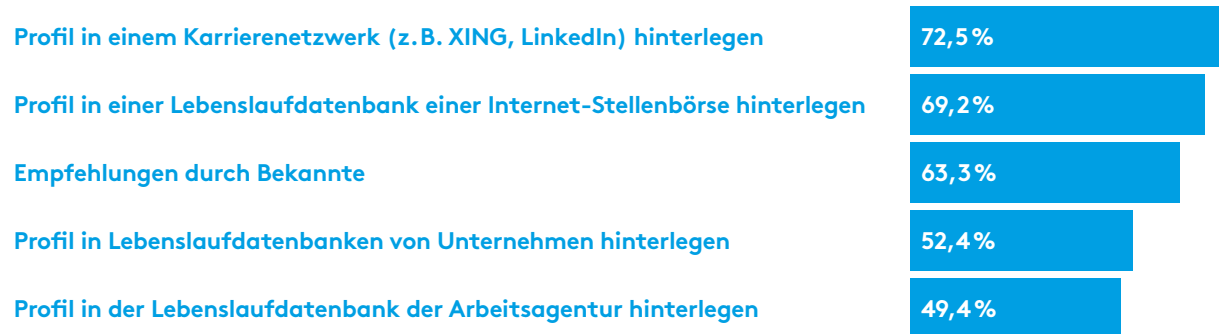 Profil in einem Karrierenetzwerk (z.B. XING, LinkedIn) hinterlegen 72,5%
Profil in einer Lebenslaufdatenbank einer Internet-Stellenbörse hinterlegen 69,2%
Empfehlungen durch Bekannte 63,3%
Profil in Lebenslaufdatenbanken von Unternehmen hinterlegen 52,4%
Profil in der Lebenslaufdatenbank der Arbeitsagentur hinterlegen 49,4%